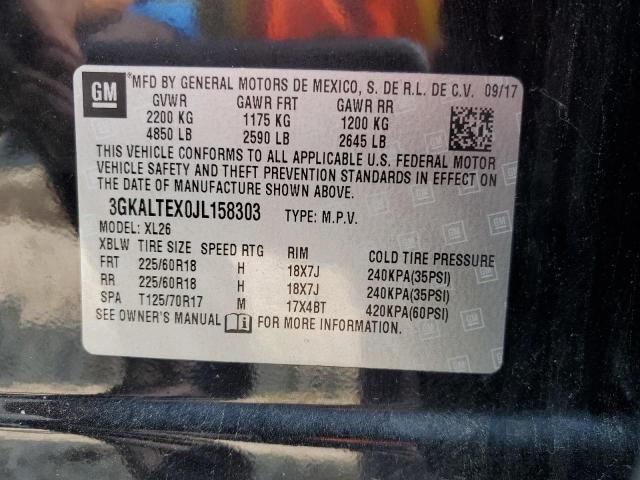 GM
®MFD BY GENERAL MOTORS DE MEXICO, S. DE R.L. DE C.V. 09/17
GVWR GAWR FRT GAWR RR
2200 KG 1175 KG 1200 KG
4850 LB 2590 LB 2645 LB
THIS VEHICLE CONFORMS TO ALL APPLICABLE U.S. FEDERAL MOTOR
VEHICLE SAFETY AND THEFT PREVENTION STANDARDS IN EFFECT ON
THE DATE OF MANUFACTURE SHOWN ABOVE.
3GKALTEX0JL158303 TYPE: M.P.V.
MODEL: XL26
XBLW TIRE SIZE SPEED RTG RIM COLD TIRE PRESSURE
FRT 225/60R18 H 18X7J 240KPA(35PSI)
RR 225/60R18 H 18X7J 240KPA(35PSI)
SPA T125/70R17 M 17X4BT 420KPA(60PSI)
SEE OWNER'S MANUAL FOR MORE INFORMATION.